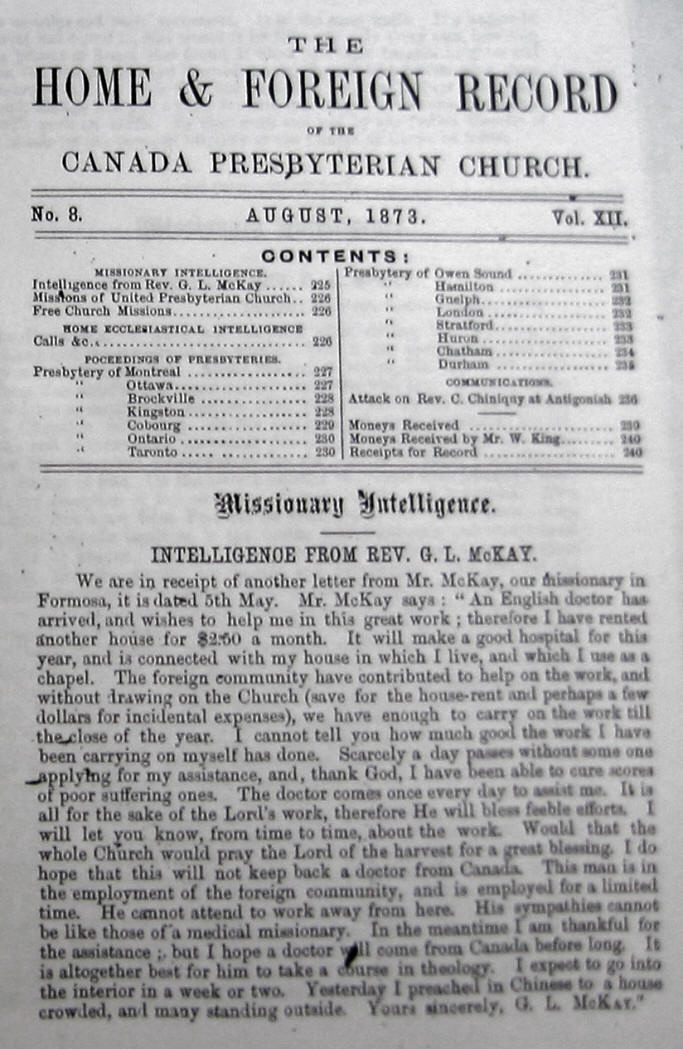 THE
HOME & FOREIGN RECORD
OF THE
CANADA PRESBYTERIAN CHURCH.
No. 8. AUGUST, 1873. Vol. XII.
CONTENTS:
MISSIONARY INTELLIGENCE.
Intelligence from Rev. G. L. McKay ...... 225
Missions of United Presbyterian Church.. 226
Free Church Missions.................... 226
HOME ECCLESIASTICAL INTELLIGENCE
Calls &c................................ 226
POCEEDINGS OF PRESBYTERIES.
Presbytery of Montreal ................. 227
" Ottawa.................... 227
" Brockville ................ 228
" Kingston .................. 228
" Cobourg ................... 229
" Ontario ................... 230
" Taronto ................... 230
Presbytery of Owen Sound .............. 231
" Hamilton ................. 231
" Guelph.................... 232
" London ................... 232
" Stratford................. 233
" Huron .................... 233
" Chatham .................. 234
" Durham ................... 235
COMMUNICATIONS.
Attack on Rev. C. Chiniquy at Antigonish 236
Moneys Received ....................... 239
Moneys Received by Mr. W. King........ 240
Receipts for Record .................... 240
Missionary Intelligence.
INTELLIGENCE FROM REV. G. L. McKAY.
We are in receipt of another letter from Mr. McKay, our missionary in
Formosa, it is dated 5th May. Mr. McKay says: "An English doctor has
arrived, and wishes to help me in this great work; therefore I have rented
another house for $2.50 a month. It will make a good hospital for this
year, and is connected with my house in which I live, and which I use as a
chapel. The foreign community have contributed to help on the work, and
without drawing on the Church (save for the house-rent and perhaps a few
dollars for incidental expenses), we have enough to carry on the work till
the close of the year. I cannot tell you how much good the work I have
been carrying on myself has done. Scarcely a day passes without some one
applying for my assistance, and, thank God, I have been able to cure scores
of poor suffering ones. The doctor comes once every day to assist me. It is
all for the sake of the Lord's work, therefore He will bless feeble efforts. I
will let you know, from time to time, about the work. Would that the
whole Church would pray the Lord of the harvest for a great blessing. I do
hope that this will not keep back a doctor from Canada. This man is in
the employment of the foreign community, and is employed for a limited
time. He cannot attend to work away from here. His sympathies cannot
be like those of a medical missionary. In the meantime I am thankful for
the assistance; but I hope a doctor will come from Canada before long. It
is altogether best for him to take a course in theology. I expect to go into
the interior in a week or two. Yesterday I preached in Chinese to a house
crowded, and many standing outside. Yours sincerely, G. L. McKAY."